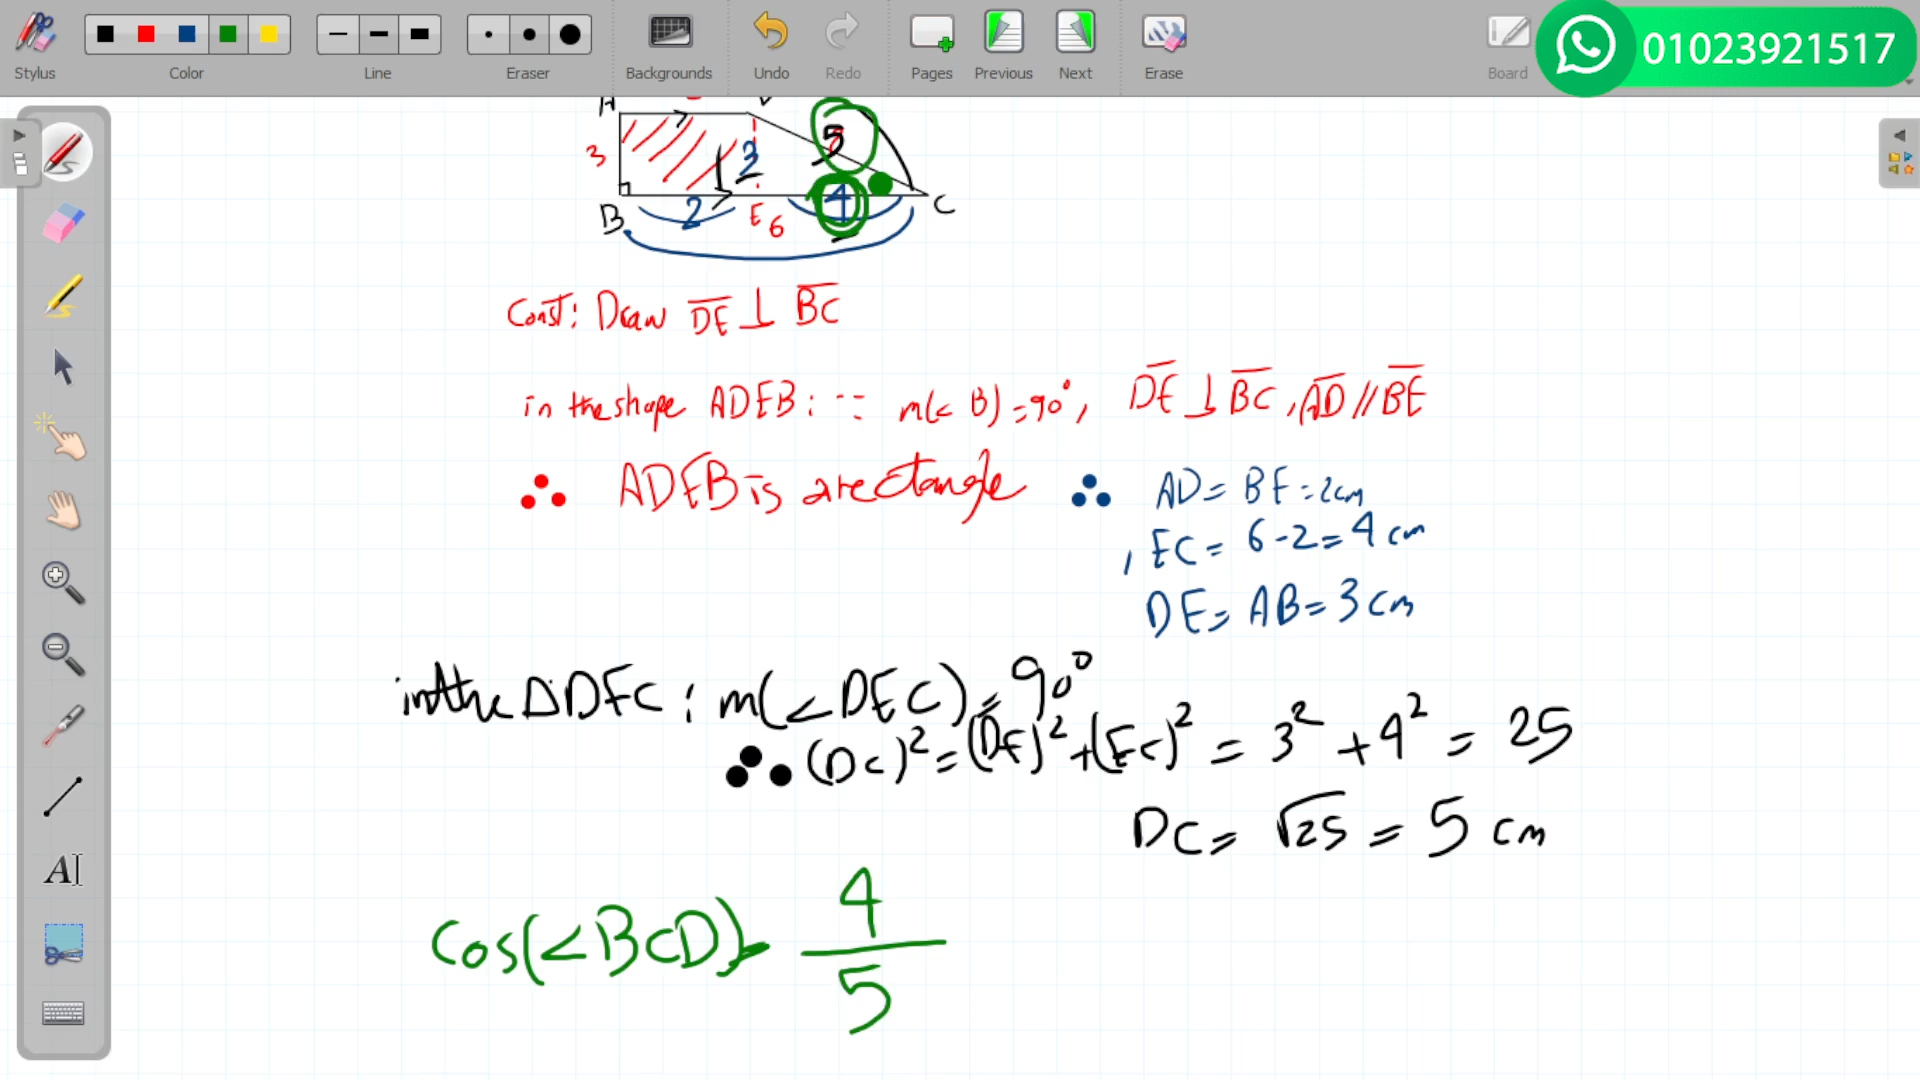 Stylus Color Line Eraser Backgrounds Undo Redo Pages Previous Next Erase Board
01023921517
3 3 5
B 2 E 6 4 C
Const: Draw DE ⊥ BC
in the shape ADEB: ∵ m(< B) = 90°, DE ⊥ BC, AD // BE
∴ ADEB is a rectangle ∴ AD = BE = 2cm
, EC = 6 - 2 = 4 cm
DE = AB = 3 cm
in the Δ DEC : m(< DEC) = 90°
∴ (DC)² = (DE)² + (EC)² = 3² + 4² = 25
DC = √25 = 5 cm
Cos(< BCD) = 4/5